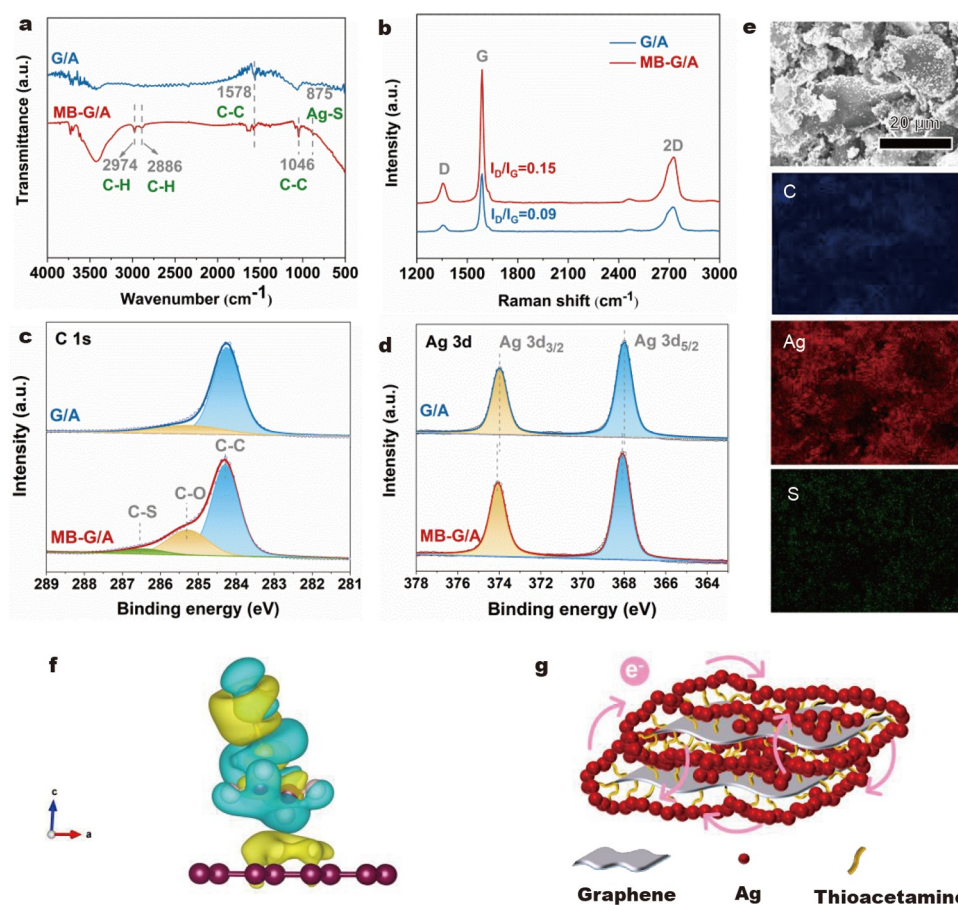 a
G/A
1578
875
C-C
Ag-S
MB-G/A
2974
2886
1046
C-H
C-H
C-C
Transmittance (a.u.)
4000 3500 3000 2500 2000 1500 1000 500
Wavenumber (cm-1)
b
G/A
MB-G/A
G
D
2D
ID/IG=0.15
ID/IG=0.09
Intensity (a.u.)
1200 1500 1800 2100 2400 2700 3000
Raman shift (cm-1)
c
C 1s
G/A
C-C
C-O
C-S
MB-G/A
Intensity (a.u.)
289 288 287 286 285 284 283 282 281
Binding energy (eV)
d
Ag 3d
Ag 3d3/2
Ag 3d5/2
G/A
MB-G/A
Intensity (a.u.)
378 376 374 372 370 368 366 364
Binding energy (eV)
e
20 μm
C
Ag
S
f
c
a
g
e-
Graphene
Ag
Thioacetamine